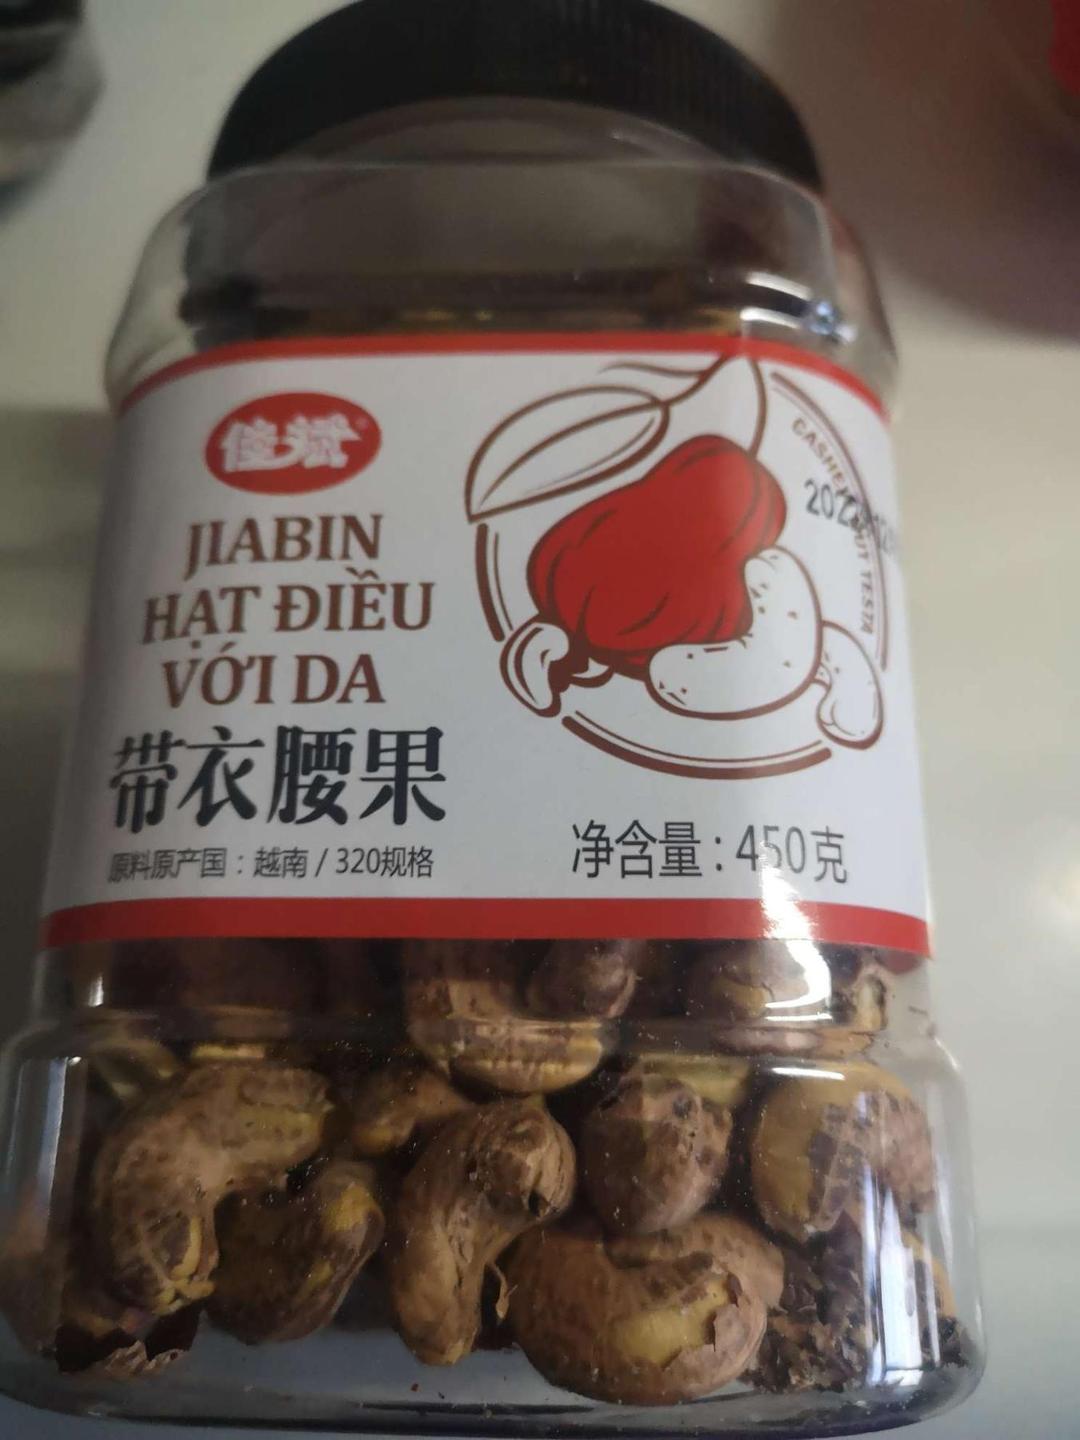 佳斌®
JIABIN
HẠT ĐIỀU
VỚI DA
带衣腰果
原料原产国：越南 / 320规格
净含量：450克
TESTA